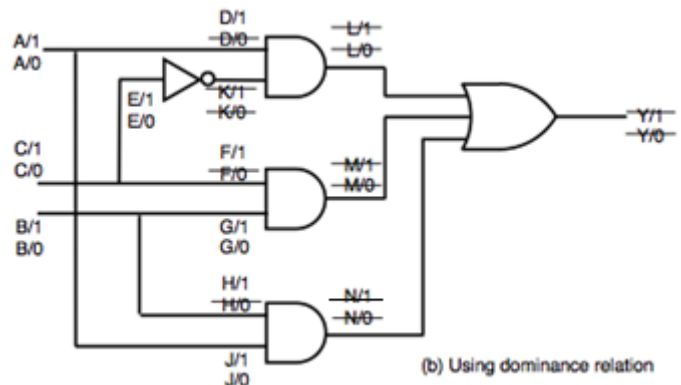 A/1
A/0
D/1
D/0
L/1
L/0
E/1
E/0
K/1
K/0
C/1
C/0
F/1
F/0
M/1
M/0
Y/1
Y/0
B/1
B/0
G/1
G/0
H/1
H/0
N/1
N/0
J/1
J/0
(b) Using dominance relation